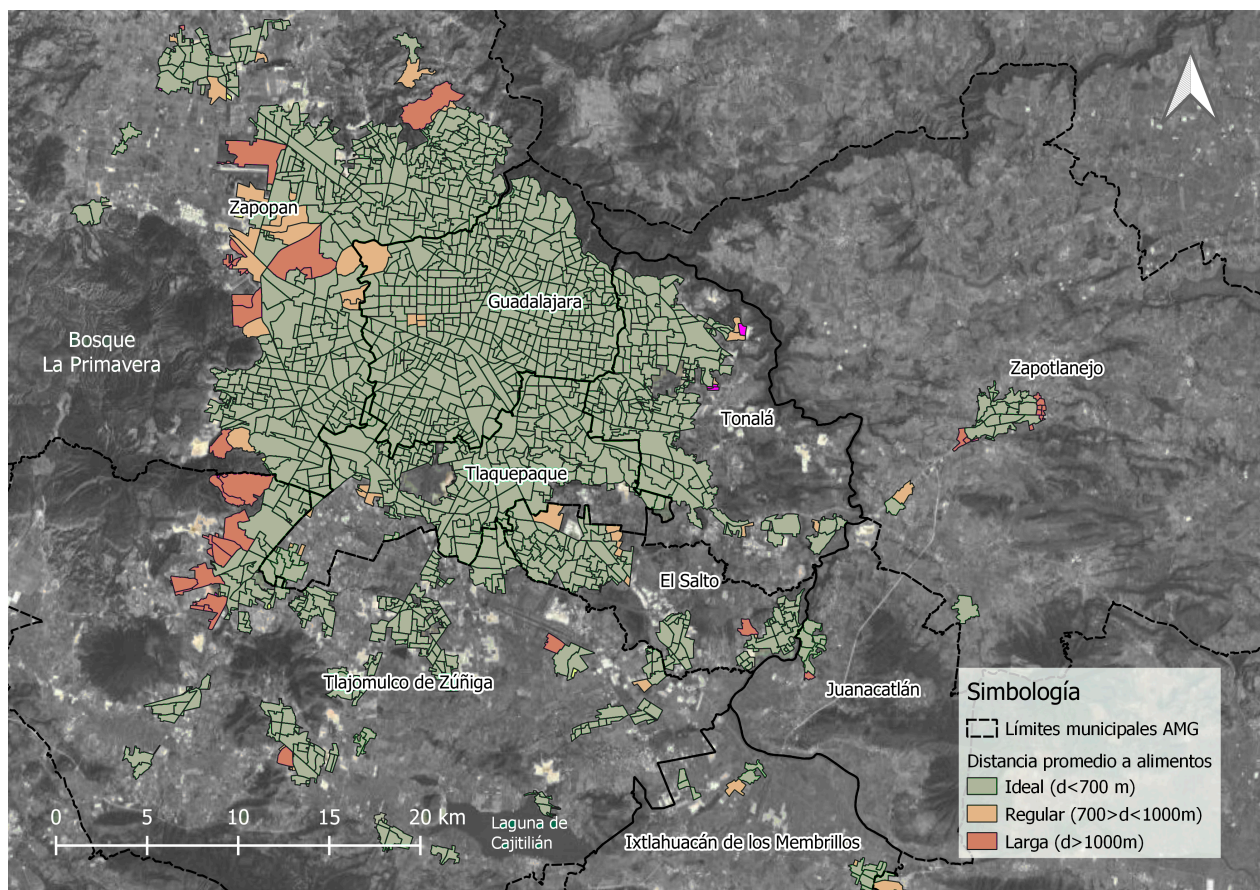 Zapopan
Guadalajara
Bosque
La Primavera
Zapotlanejo
Tonalá
Tlaquepaque
El Salto
Tlajomulco de Zúñiga
Juanacatlán
Simbología
Límites municipales AMG
Distancia promedio a alimentos
Ideal (d<700 m)
Regular (700>d<1000m)
Larga (d>1000m)
0 5 10 15 20 km
Laguna de
Cajitilián
Ixtlahuacán de los Membrillos